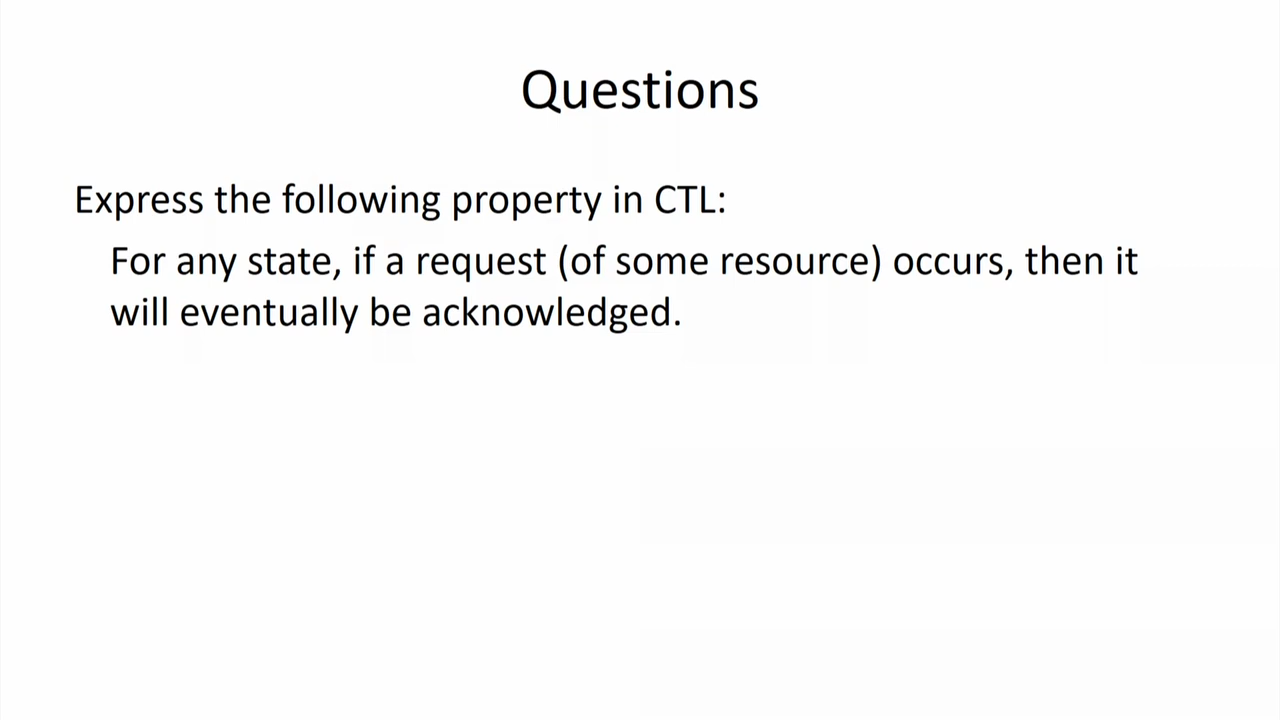 Questions
Express the following property in CTL:
For any state, if a request (of some resource) occurs, then it
will eventually be acknowledged.